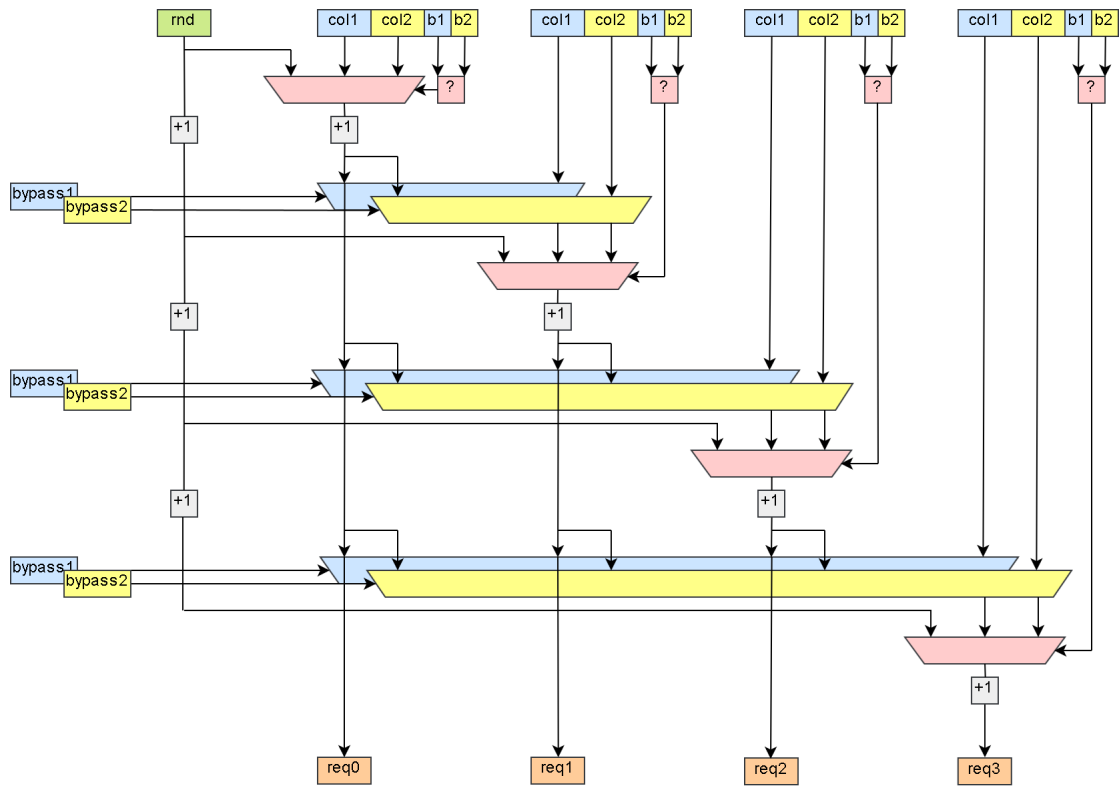 rnd col1 col2 b1 b2 col1 col2 b1 b2 col1 col2 b1 b2 col1 col2 b1 b2
? ? ? ?
+1 +1
bypass1
bypass2
+1 +1
bypass1
bypass2
+1 +1
bypass1
bypass2
+1
req0 req1 req2 req3